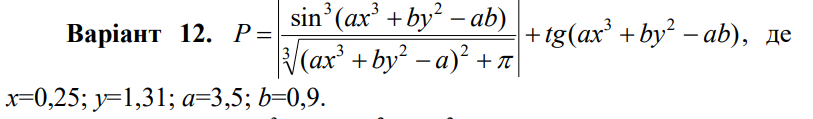 Варіант 12. P = |sin³(ax³ + by² − ab) / ∛((ax³ + by² − a)² + π)| + tg(ax³ + by² − ab), де
x=0,25; y=1,31; a=3,5; b=0,9.